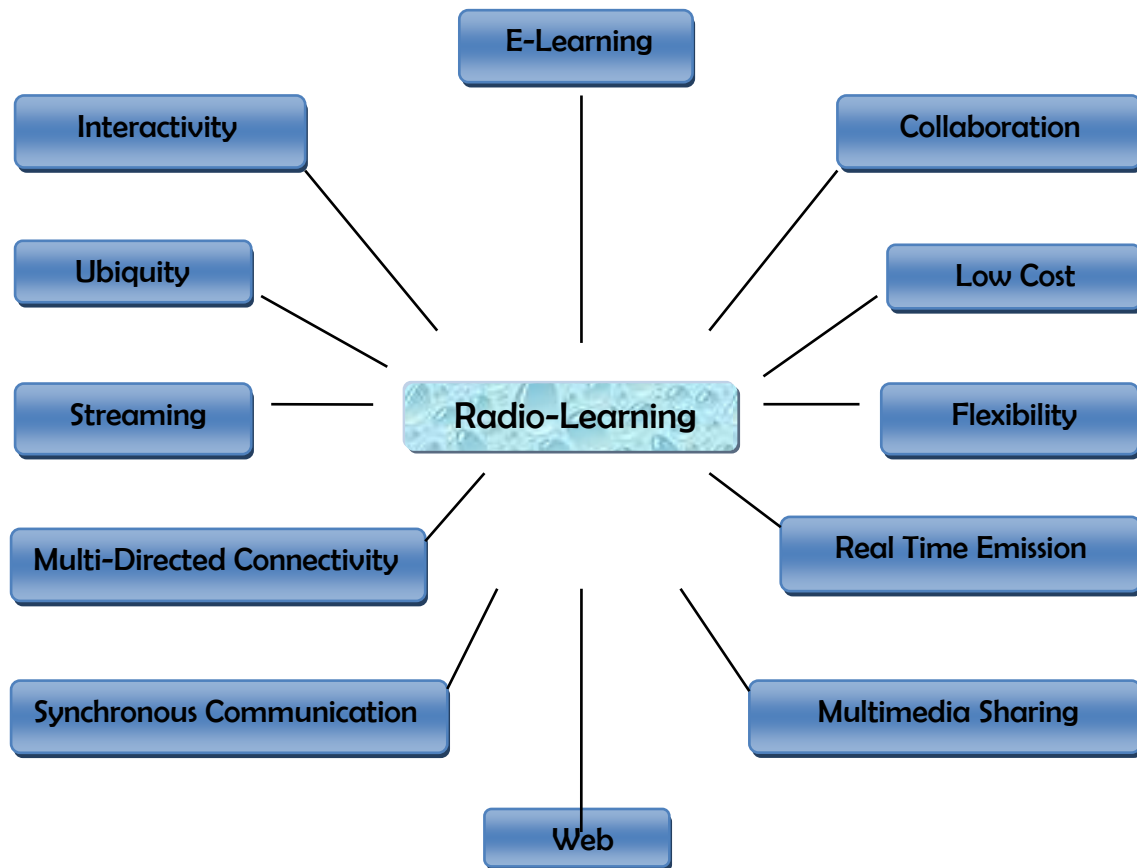 E-Learning
Interactivity
Collaboration
Ubiquity
Low Cost
Streaming
Radio-Learning
Flexibility
Multi-Directed Connectivity
Real Time Emission
Synchronous Communication
Multimedia Sharing
Web